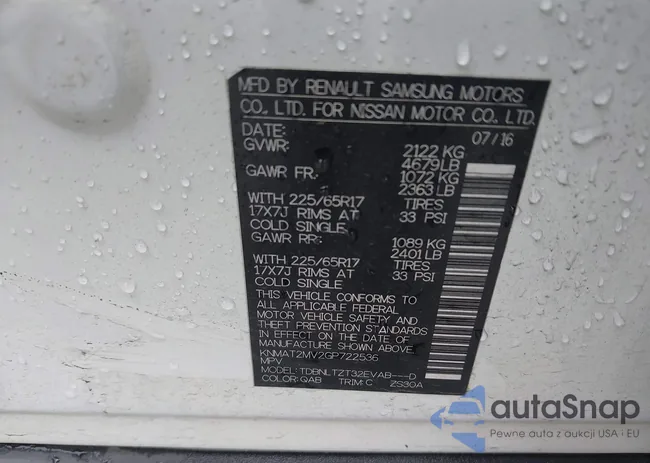 MFD BY RENAULT SAMSUNG MOTORS
CO., LTD. FOR NISSAN MOTOR CO., LTD.
DATE: 07/16
GVWR: 2122 KG
4679 LB
GAWR FR: 1072 KG
2363 LB
WITH 225/65R17 TIRES
17X7J RIMS AT 33 PSI
COLD SINGLE
GAWR RR: 1089 KG
2401 LB
WITH 225/65R17 TIRES
17X7J RIMS AT 33 PSI
COLD SINGLE
THIS VEHICLE CONFORMS TO
ALL APPLICABLE FEDERAL
MOTOR VEHICLE SAFETY AND
THEFT PREVENTION STANDARDS
IN EFFECT ON THE DATE OF
MANUFACTURE SHOWN ABOVE.
KNMAT2MV2GP722536
MPV
MODEL: TDBNLTZT32EVAB---D
COLOR: QAB TRIM: C ZS30A
autoSnap
Pewne auta z aukcji USA i EU